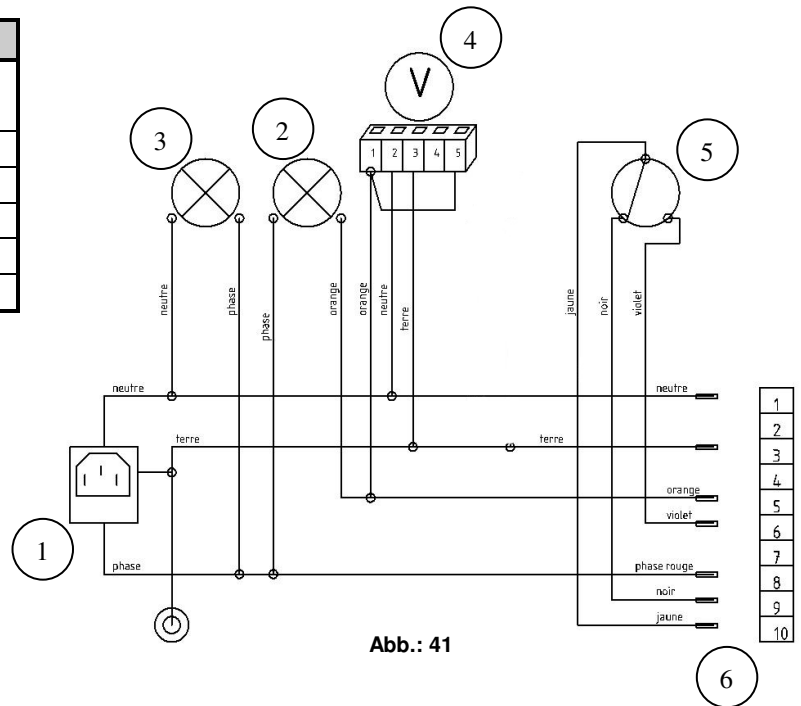 4
V
3
2
5
1 2 3 4 5
neutre
phase
phase
orange
orange
neutre
terre
jaune
noir
violet
neutre
neutre
1
2
terre
terre
3
4
orange
5
violet
6
7
1
phase
phase rouge
8
noir
9
jaune
10
Abb.: 41
6